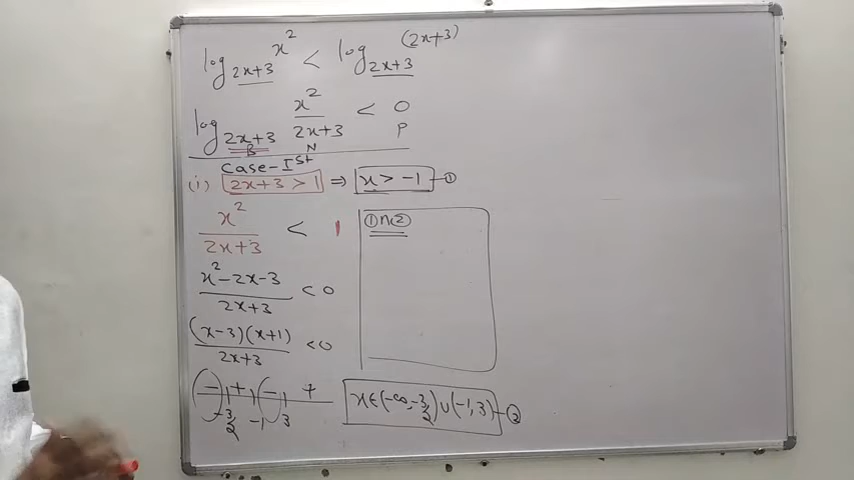 log_{2x+3} x² < log_{2x+3} (2x+3)
log_{2x+3} x²/(2x+3) < 0
B N P
Case-Ist
(i) 2x+3 > 1 ⇒ x > -1 - ①
x²/(2x+3) < 1
①∩②
(x²-2x-3)/(2x+3) < 0
(x-3)(x+1)/(2x+3) < 0
- + - +
-3/2 -1 3
x∈(-∞,-3/2)∪(-1,3) - ②